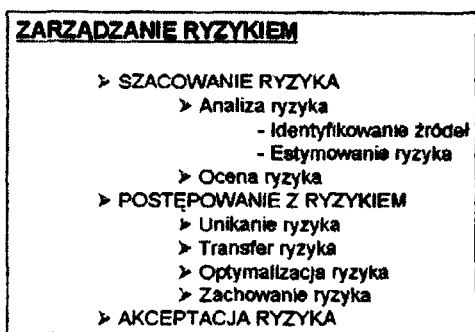 ZARZĄDZANIE RYZYKIEM
➢ SZACOWANIE RYZYKA
➢ Analiza ryzyka
- Identyfikowanie źródeł
- Estymowanie ryzyka
➢ Ocena ryzyka
➢ POSTĘPOWANIE Z RYZYKIEM
➢ Unikanie ryzyka
➢ Transfer ryzyka
➢ Optymalizacja ryzyka
➢ Zachowanie ryzyka
➢ AKCEPTACJA RYZYKA